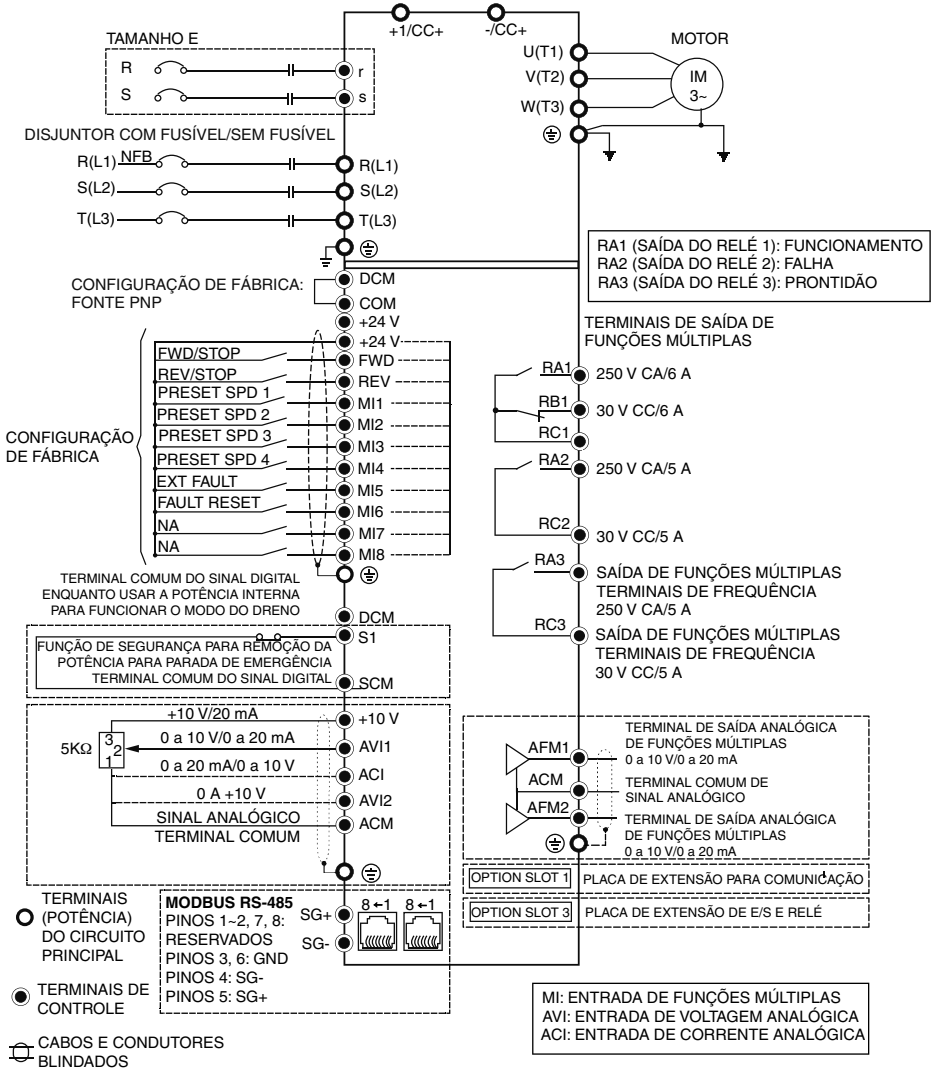 +1/CC+
-/CC+
TAMANHO E
R
r
S
s
U(T1)
V(T2)
W(T3)
MOTOR
IM
3~
DISJUNTOR COM FUSÍVEL/SEM FUSÍVEL
R(L1)
NFB
R(L1)
S(L2)
S(L2)
T(L3)
T(L3)
RA1 (SAÍDA DO RELÉ 1): FUNCIONAMENTO
RA2 (SAÍDA DO RELÉ 2): FALHA
RA3 (SAÍDA DO RELÉ 3): PRONTIDÃO
CONFIGURAÇÃO DE FÁBRICA:
FONTE PNP
DCM
COM
+24 V
+24 V
CONFIGURAÇÃO
DE FÁBRICA
FWD/STOP
FWD
REV/STOP
REV
PRESET SPD 1
MI1
PRESET SPD 2
MI2
PRESET SPD 3
MI3
PRESET SPD 4
MI4
EXT FAULT
MI5
FAULT RESET
MI6
NA
MI7
NA
MI8
TERMINAIS DE SAÍDA DE
FUNÇÕES MÚLTIPLAS
RA1
250 V CA/6 A
RB1
30 V CC/6 A
RC1
RA2
250 V CA/5 A
RC2
30 V CC/5 A
RA3
SAÍDA DE FUNÇÕES MÚLTIPLAS
TERMINAIS DE FREQUÊNCIA
250 V CA/5 A
RC3
SAÍDA DE FUNÇÕES MÚLTIPLAS
TERMINAIS DE FREQUÊNCIA
30 V CC/5 A
TERMINAL COMUM DO SINAL DIGITAL
ENQUANTO USAR A POTÊNCIA INTERNA
PARA FUNCIONAR O MODO DO DRENO
DCM
S1
FUNÇÃO DE SEGURANÇA PARA REMOÇÃO DA
POTÊNCIA PARA PARADA DE EMERGÊNCIA
TERMINAL COMUM DO SINAL DIGITAL
SCM
+10 V/20 mA
+10 V
5KΩ
3
2
1
0 a 10 V/0 a 20 mA
AVI1
0 a 20 mA/0 a 10 V
ACI
0 A +10 V
AVI2
SINAL ANALÓGICO
TERMINAL COMUM
ACM
AFM1
TERMINAL DE SAÍDA ANALÓGICA
DE FUNÇÕES MÚLTIPLAS
0 a 10 V/0 a 20 mA
ACM
TERMINAL COMUM DE
SINAL ANALÓGICO
AFM2
TERMINAL DE SAÍDA ANALÓGICA
DE FUNÇÕES MÚLTIPLAS
0 a 10 V/0 a 20 mA
OPTION SLOT 1
PLACA DE EXTENSÃO PARA COMUNICAÇÃO
OPTION SLOT 3
PLACA DE EXTENSÃO DE E/S E RELÉ
TERMINAIS
(POTÊNCIA)
DO CIRCUITO
PRINCIPAL
TERMINAIS DE
CONTROLE
CABOS E CONDUTORES
BLINDADOS
MODBUS RS-485
PINOS 1~2, 7, 8:
RESERVADOS
PINOS 3, 6: GND
PINOS 4: SG-
PINOS 5: SG+
SG+
SG-
8←1
8←1
MI: ENTRADA DE FUNÇÕES MÚLTIPLAS
AVI: ENTRADA DE VOLTAGEM ANALÓGICA
ACI: ENTRADA DE CORRENTE ANALÓGICA